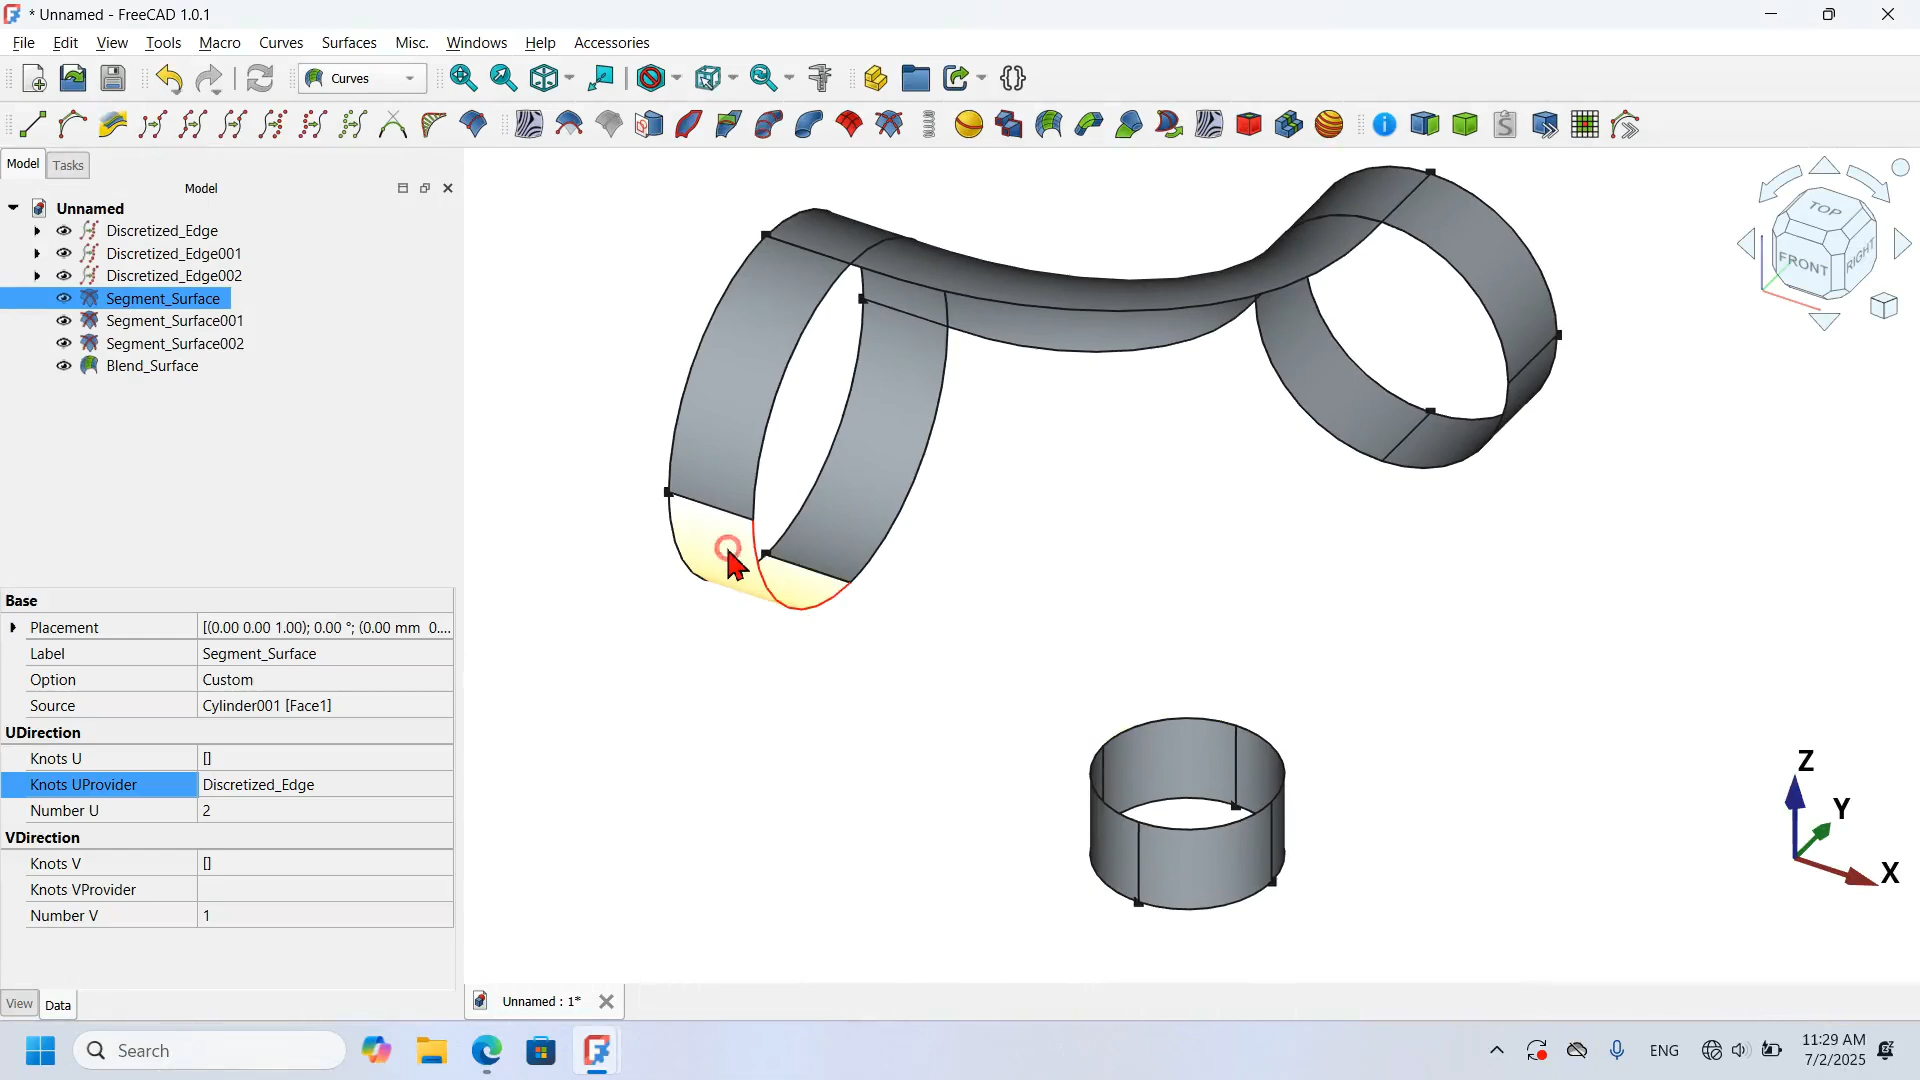 * Unnamed - FreeCAD 1.0.1
File Edit View Tools Macro Curves Surfaces Misc. Windows Help Accessories
Curves
Model Tasks
Model
Unnamed
Discretized_Edge
Discretized_Edge001
Discretized_Edge002
Segment_Surface
Segment_Surface001
Segment_Surface002
Blend_Surface
Base
Placement [(0.00 0.00 1.00); 0.00 °; (0.00 mm 0....
Label Segment_Surface
Option Custom
Source Cylinder001 [Face1]
UDirection
Knots U []
Knots UProvider Discretized_Edge
Number U 2
VDirection
Knots V []
Knots VProvider
Number V 1
View Data
TOP
FRONT
RIGHT
Z
Y
X
Unnamed : 1*
Search
ENG
11:29 AM
7/2/2025